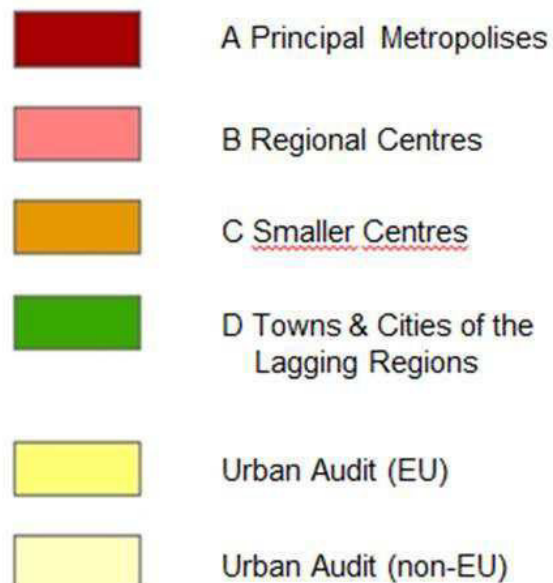 A Principal Metropolises
B Regional Centres
C Smaller Centres
D Towns & Cities of the
Lagging Regions
Urban Audit (EU)
Urban Audit (non-EU)